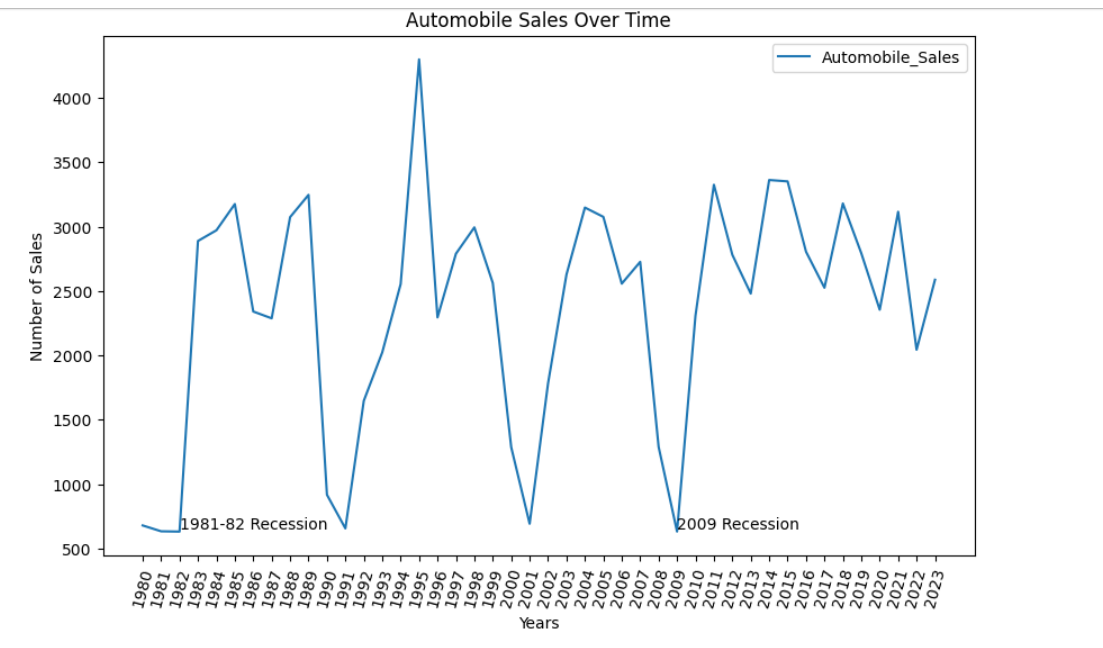 Automobile Sales Over Time
Automobile_Sales
Number of Sales
4000
3500
3000
2500
2000
1500
1000
500
1981-82 Recession
2009 Recession
1980 1981 1982 1983 1984 1985 1986 1987 1988 1989 1990 1991 1992 1993 1994 1995 1996 1997 1998 1999 2000 2001 2002 2003 2004 2005 2006 2007 2008 2009 2010 2011 2012 2013 2014 2015 2016 2017 2018 2019 2020 2021 2022 2023
Years